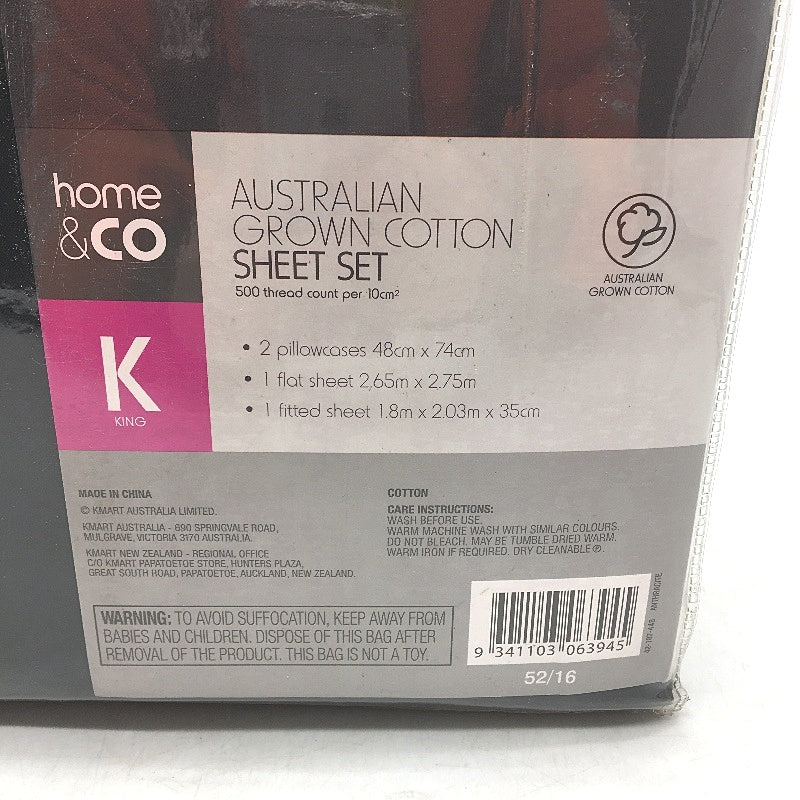 home
&CO
AUSTRALIAN
GROWN COTTON
SHEET SET
500 thread count per 10cm²
AUSTRALIAN
GROWN COTTON
K
KING
• 2 pillowcases 48cm x 74cm
• 1 flat sheet 2.65m x 2.75m
• 1 fitted sheet 1.8m x 2.03m x 35cm
MADE IN CHINA
© KMART AUSTRALIA LIMITED.
KMART AUSTRALIA - 690 SPRINGVALE ROAD,
MULGRAVE, VICTORIA 3170 AUSTRALIA.
KMART NEW ZEALAND - REGIONAL OFFICE
C/O KMART PAPATOETOE STORE, HUNTERS PLAZA,
GREAT SOUTH ROAD, PAPATOETOE, AUCKLAND, NEW ZEALAND.
COTTON
CARE INSTRUCTIONS:
WASH BEFORE USE.
WARM MACHINE WASH WITH SIMILAR COLOURS.
DO NOT BLEACH. MAY BE TUMBLE DRIED WARM.
WARM IRON IF REQUIRED. DRY CLEANABLE Ⓟ.
WARNING: TO AVOID SUFFOCATION, KEEP AWAY FROM
BABIES AND CHILDREN. DISPOSE OF THIS BAG AFTER
REMOVAL OF THE PRODUCT. THIS BAG IS NOT A TOY.
9 341103 063945
52/16
42-187-448 ANTHRACITE